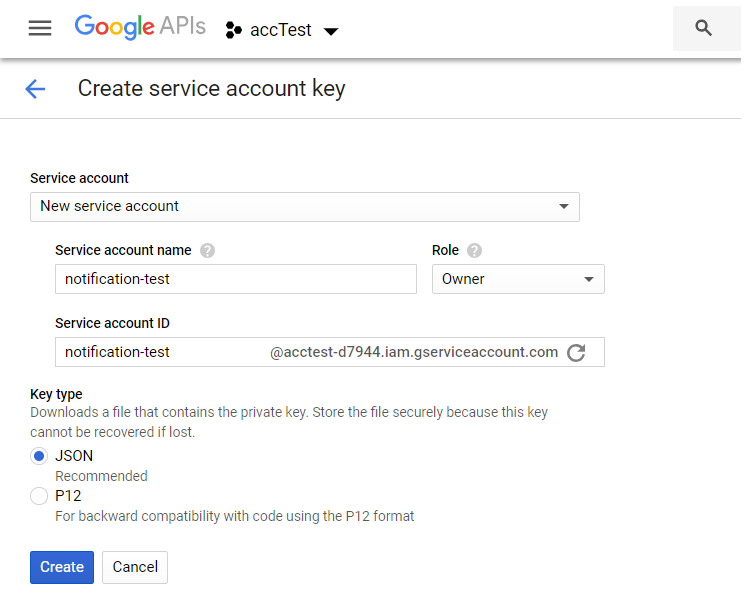 Google APIs accTest
Create service account key
Service account
New service account
Service account name Role
notification-test Owner
Service account ID
notification-test @acctest-d7944.iam.gserviceaccount.com
Key type
Downloads a file that contains the private key. Store the file securely because this key
cannot be recovered if lost.
JSON
Recommended
P12
For backward compatibility with code using the P12 format
Create Cancel